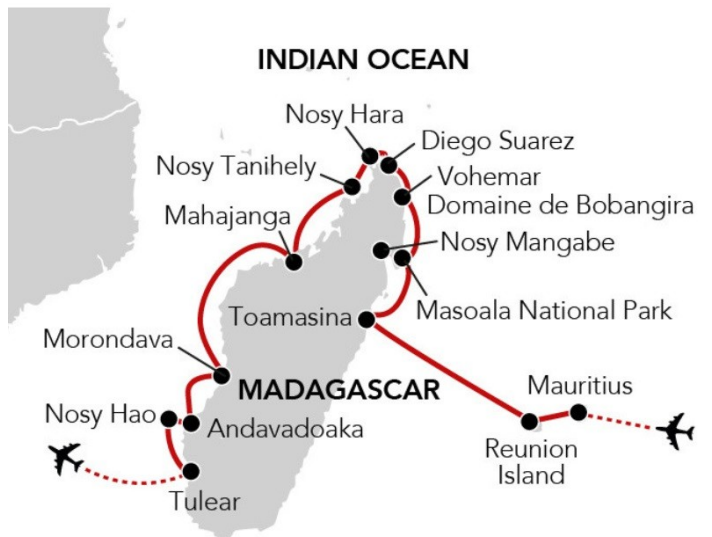 INDIAN OCEAN
Nosy Hara
Diego Suarez
Nosy Tanihely
Vohemar
Domaine de Bobangira
Mahajanga
Nosy Mangabe
Masoala National Park
Toamasina
Morondava
MADAGASCAR
Mauritius
Nosy Hao
Andavadoaka
Reunion
Island
Tulear